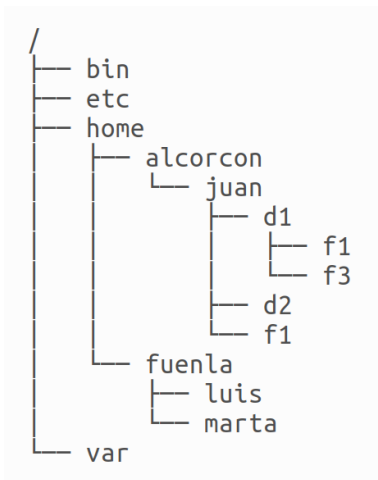 /
├── bin
├── etc
├── home
│   ├── alcorcon
│   │   └── juan
│   │       ├── d1
│   │       │   ├── f1
│   │       │   └── f3
│   │       ├── d2
│   │       └── f1
│   └── fuenla
│       ├── luis
│       └── marta
└── var